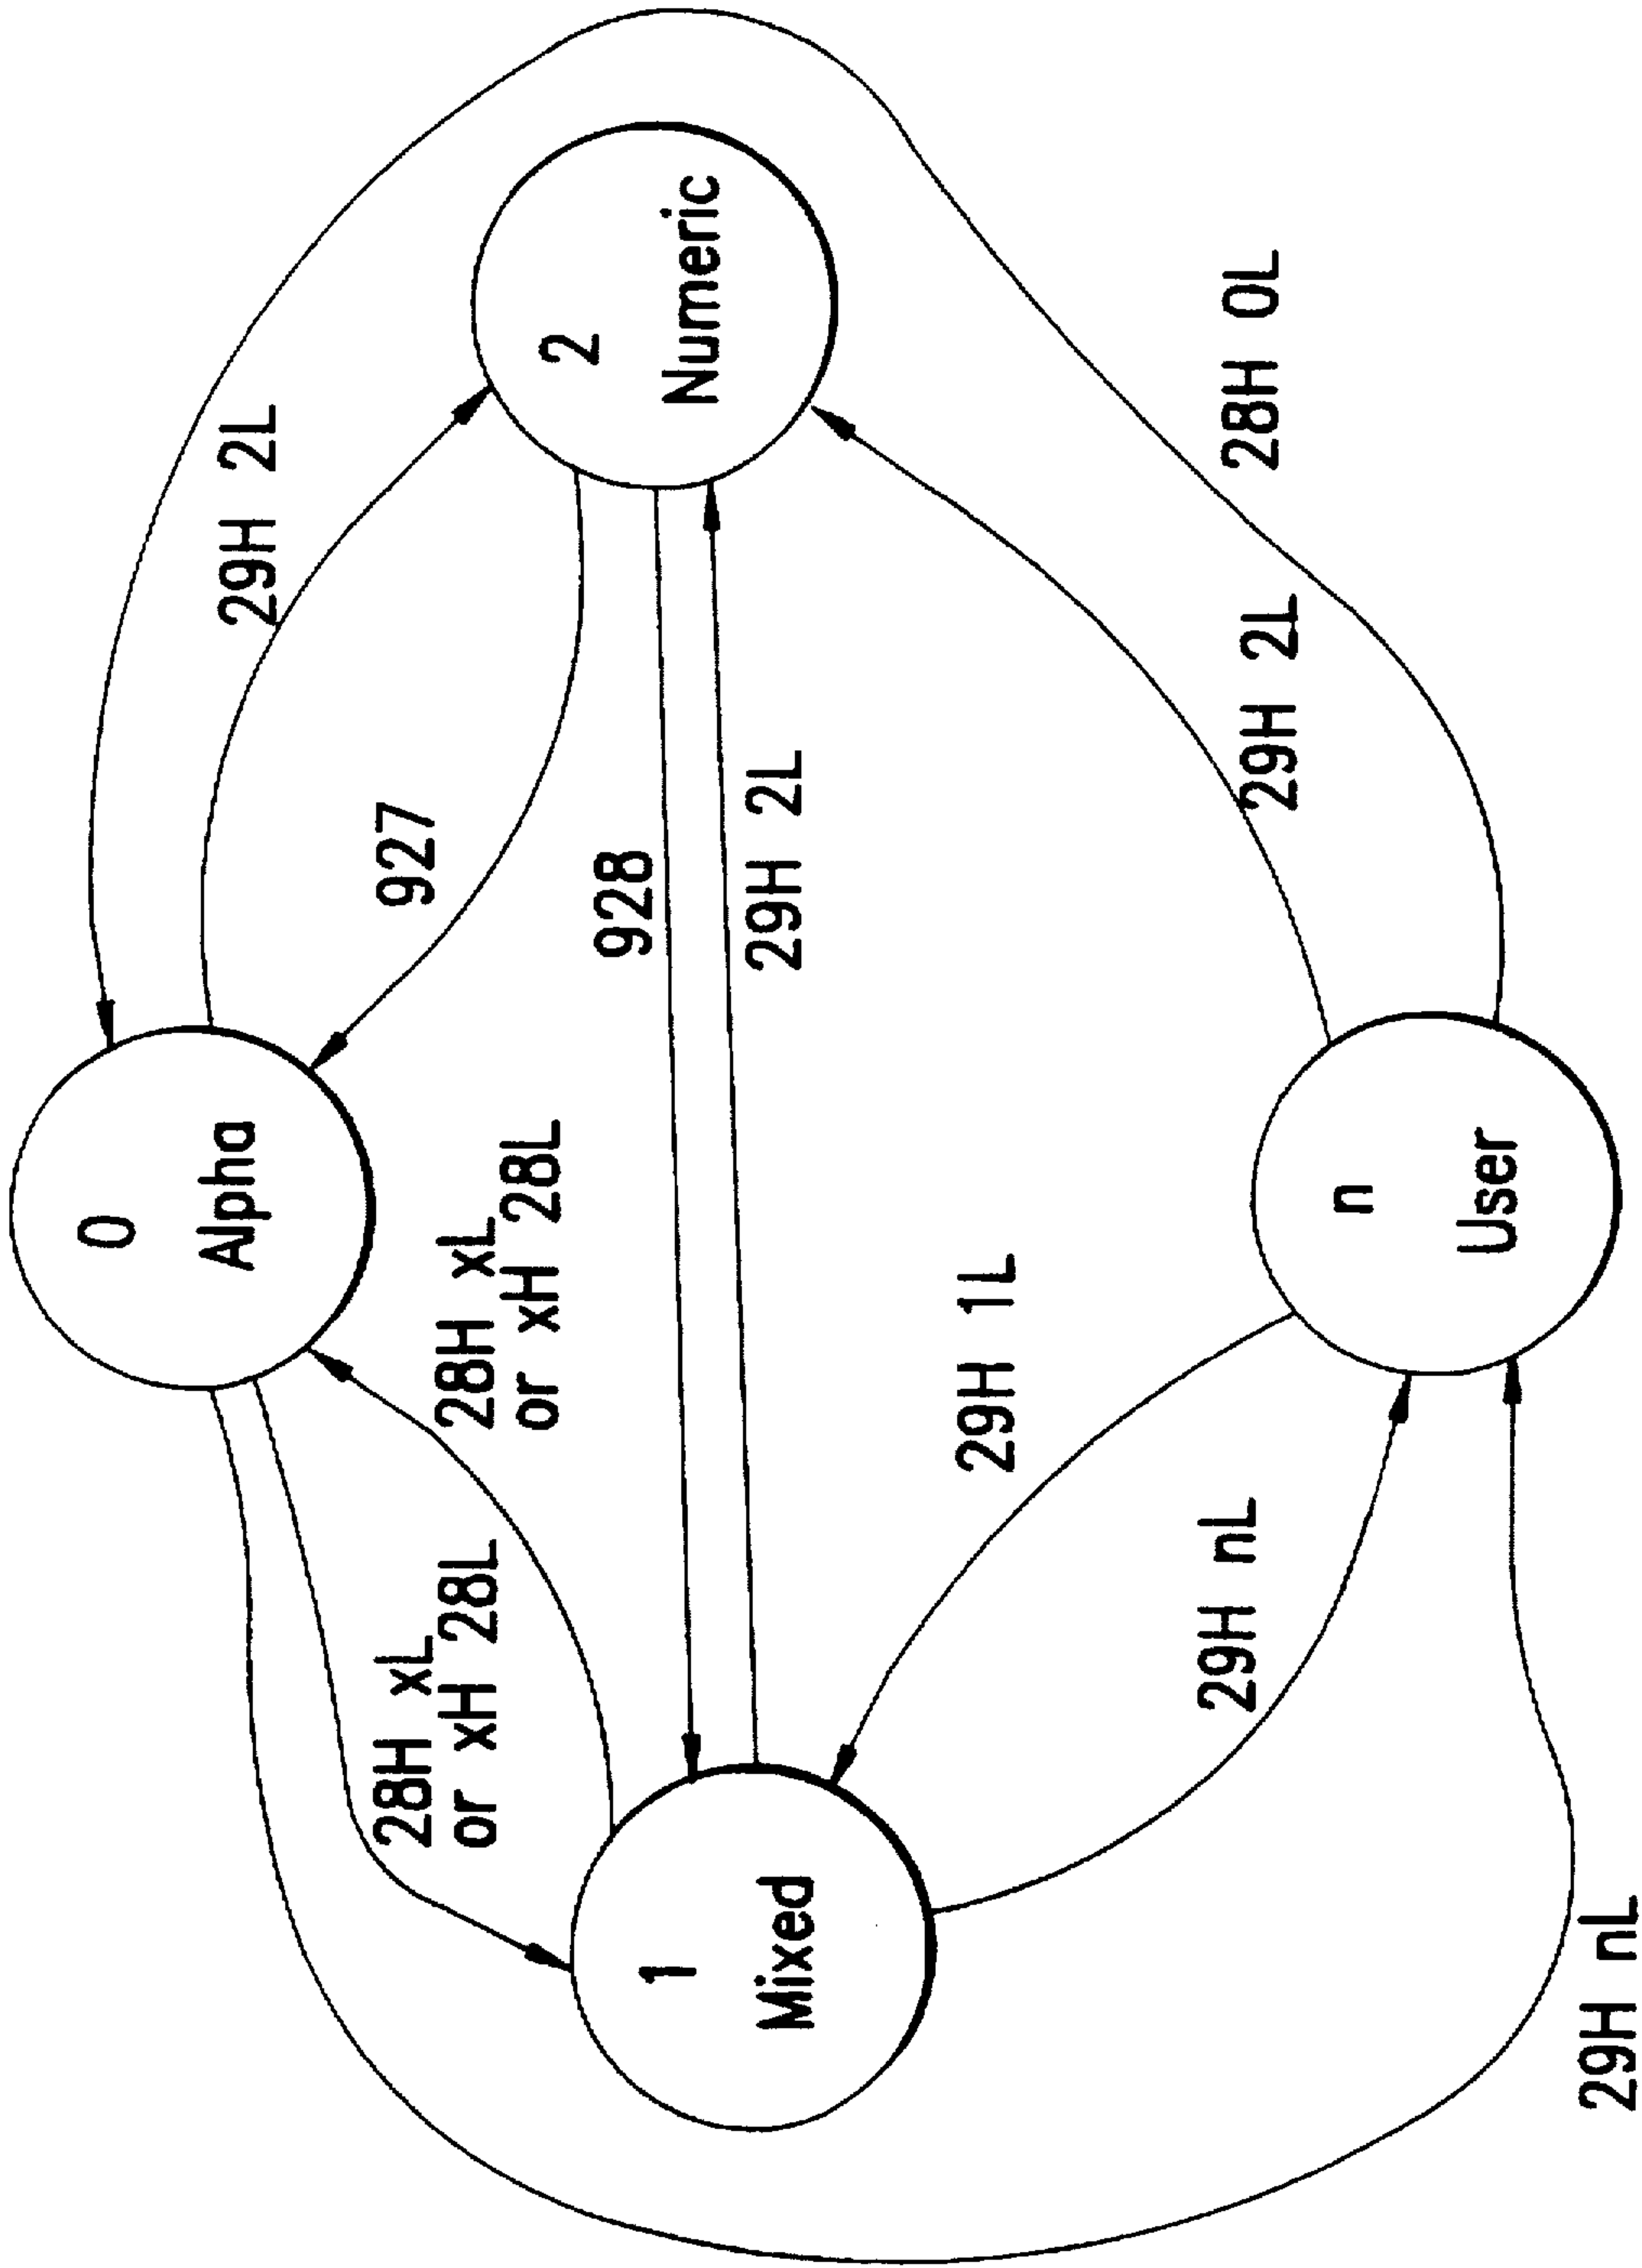 0
Alpha
1
Mixed
2
Numeric
n
User
28H xL
or xH 28L
28H xL
or xH 28L
29H 2L
927
928
29H 2L
29H 1L
29H nL
29H 2L
28H 0L
29H nL